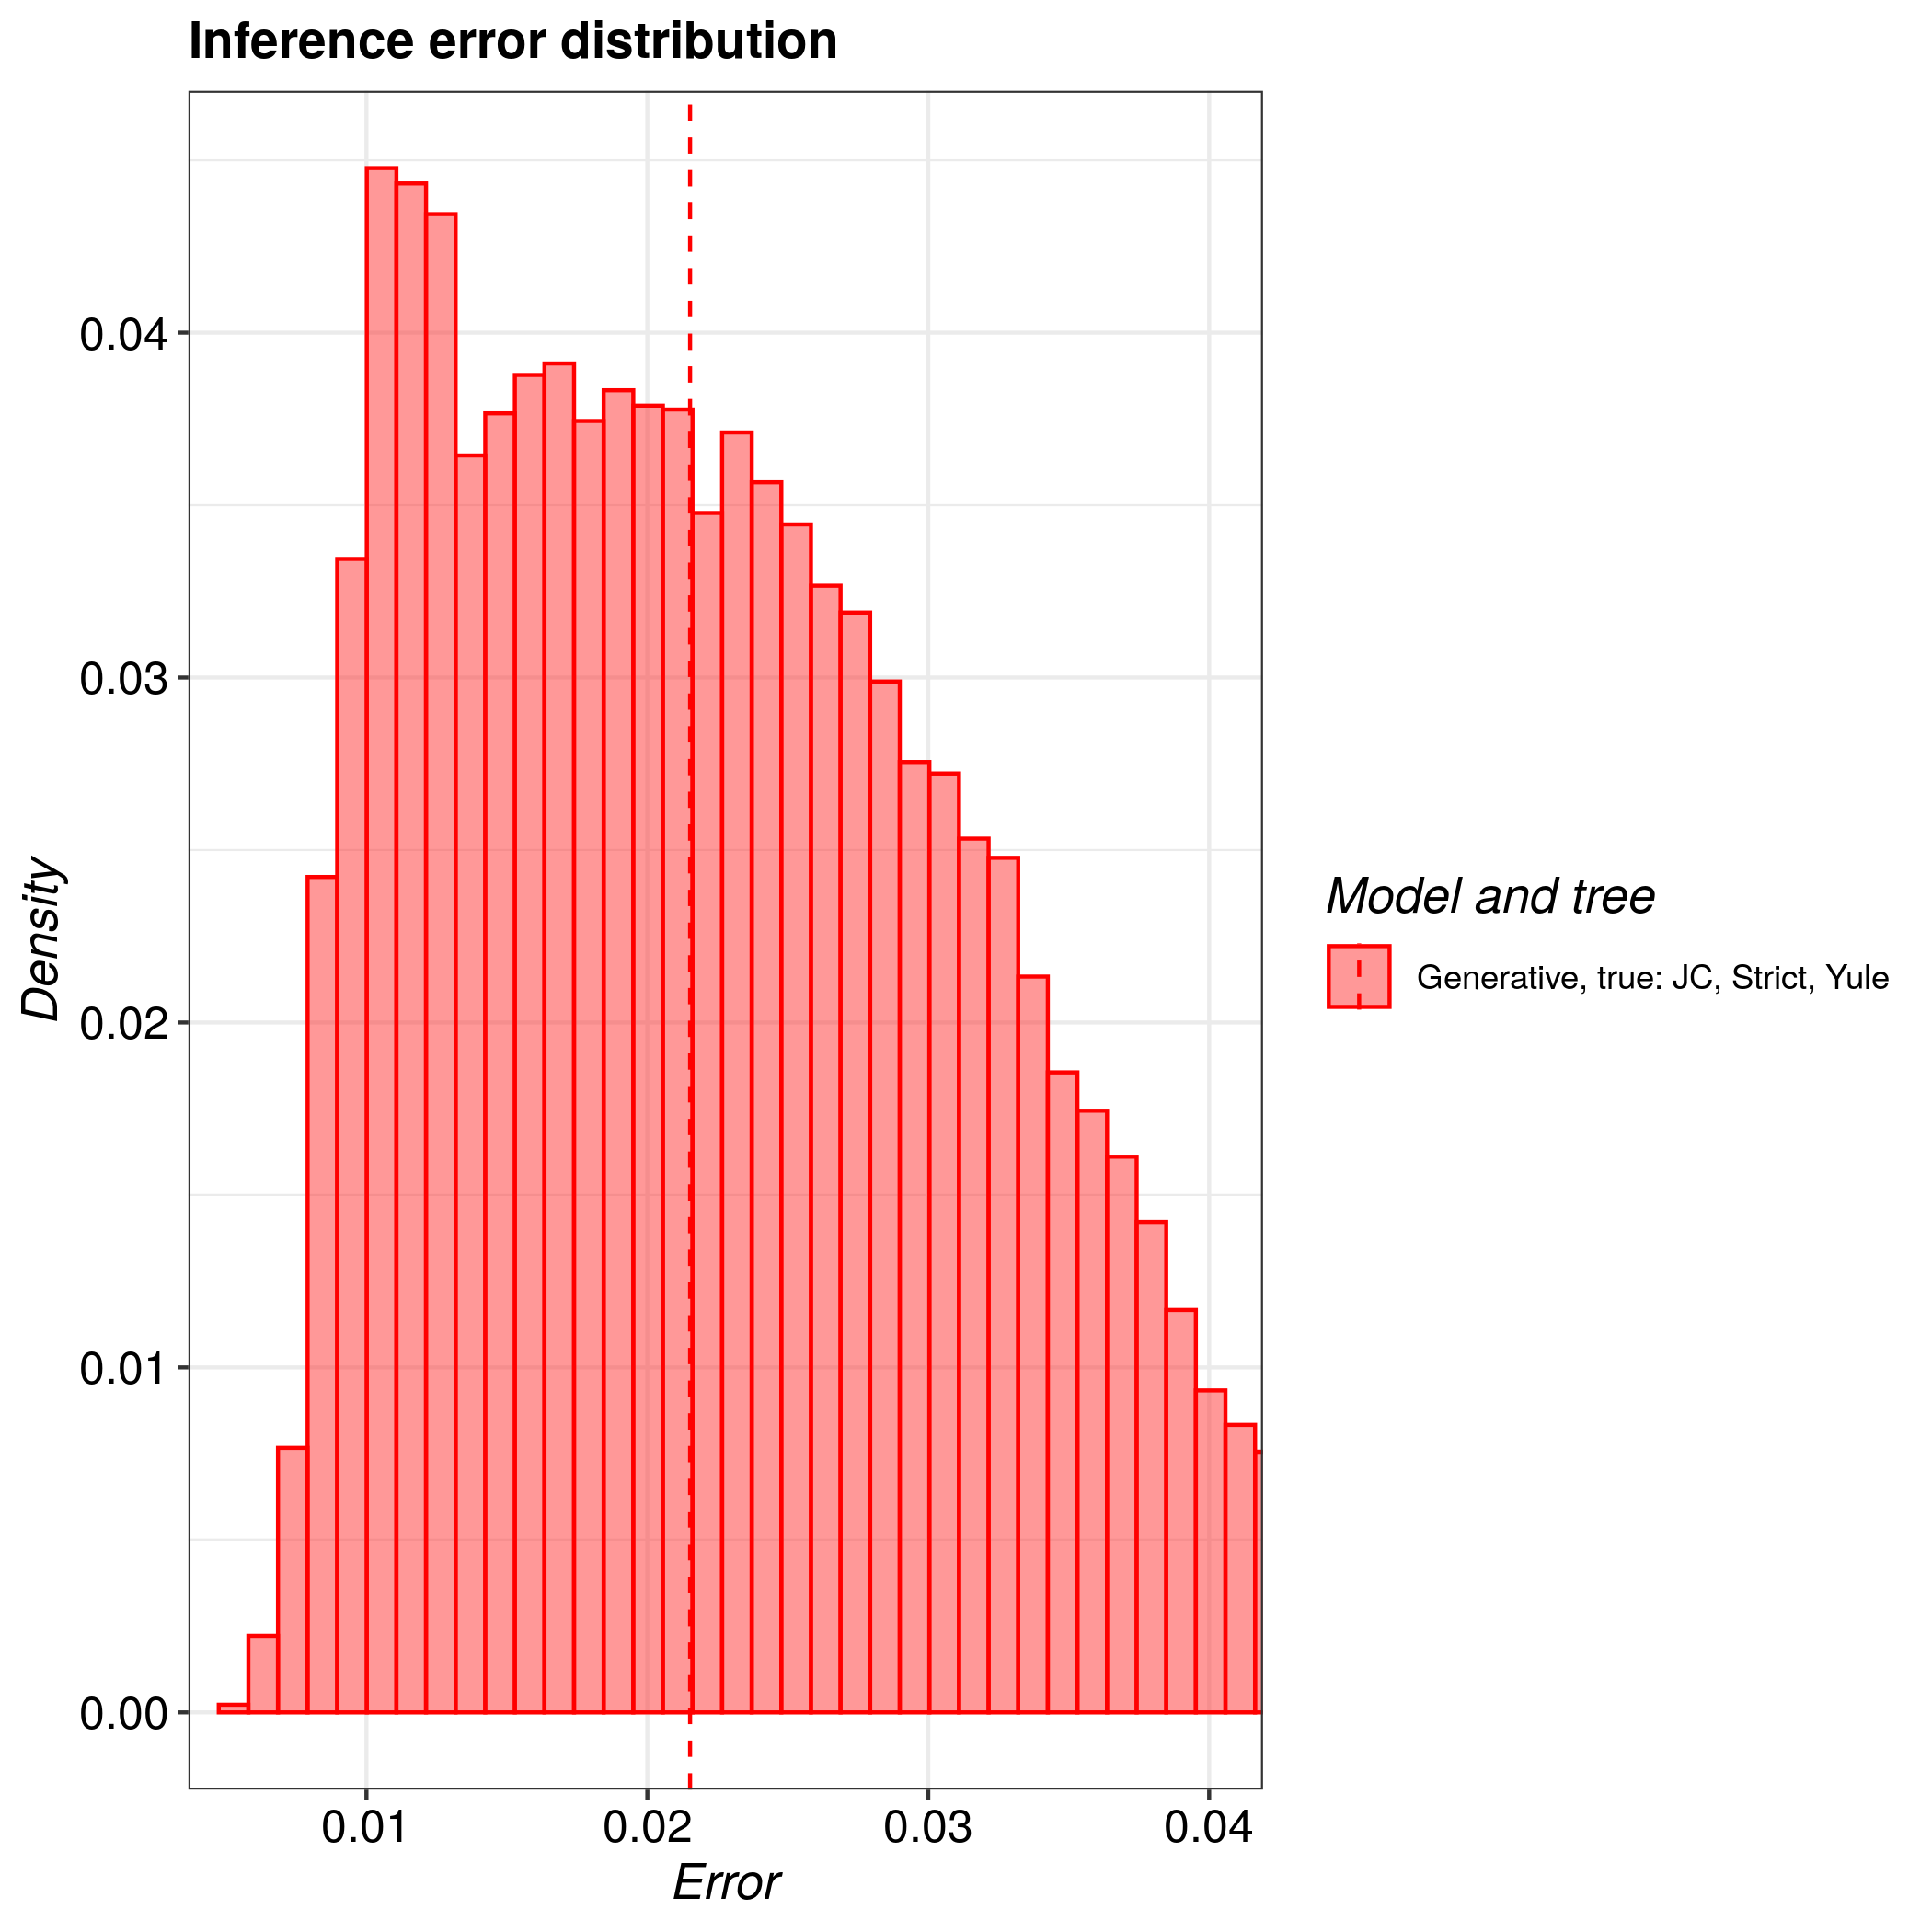 Inference error distribution
0.04
0.03
0.02
0.01
0.00
Density
0.01
0.02
0.03
0.04
Error
Model and tree
Generative, true: JC, Strict, Yule